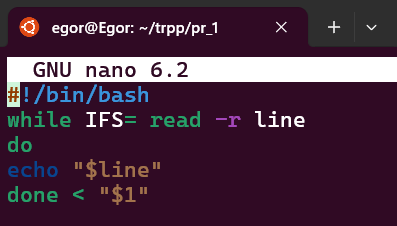 egor@Egor: ~/trpp/pr_1
GNU nano 6.2
#!/bin/bash
while IFS= read -r line
do
echo "$line"
done < "$1"